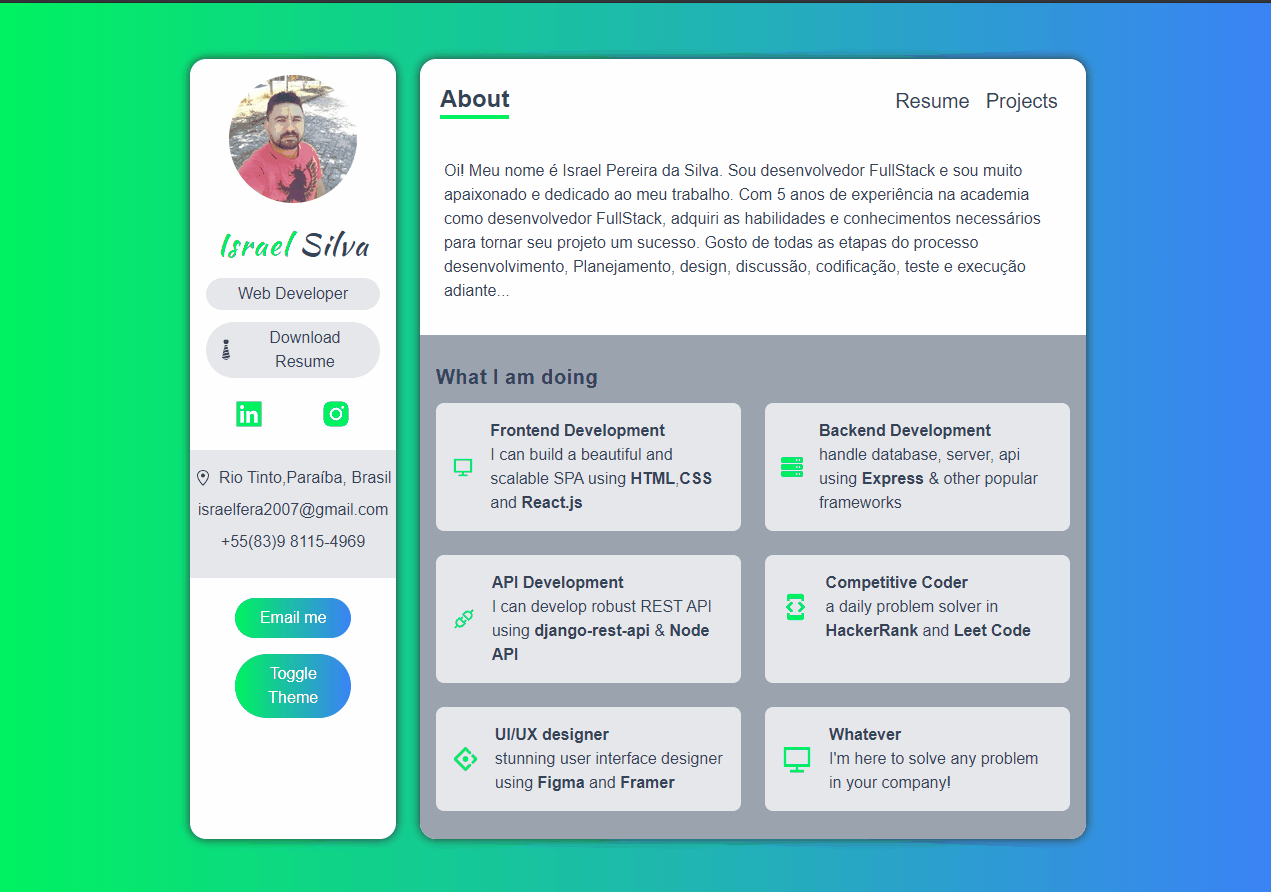 Israel Silva
Web Developer
Download
Resume
Rio Tinto,Paraíba, Brasil
israelfera2007@gmail.com
+55(83)9 8115-4969
Email me
Toggle
Theme
About
Resume Projects
Oi! Meu nome é Israel Pereira da Silva. Sou desenvolvedor FullStack e sou muito
apaixonado e dedicado ao meu trabalho. Com 5 anos de experiência na academia
como desenvolvedor FullStack, adquiri as habilidades e conhecimentos necessários
para tornar seu projeto um sucesso. Gosto de todas as etapas do processo
desenvolvimento, Planejamento, design, discussão, codificação, teste e execução
adiante...
What I am doing
Frontend Development
I can build a beautiful and
scalable SPA using HTML,CSS
and React.js
Backend Development
handle database, server, api
using Express & other popular
frameworks
API Development
I can develop robust REST API
using django-rest-api & Node
API
Competitive Coder
a daily problem solver in
HackerRank and Leet Code
UI/UX designer
stunning user interface designer
using Figma and Framer
Whatever
I'm here to solve any problem
in your company!